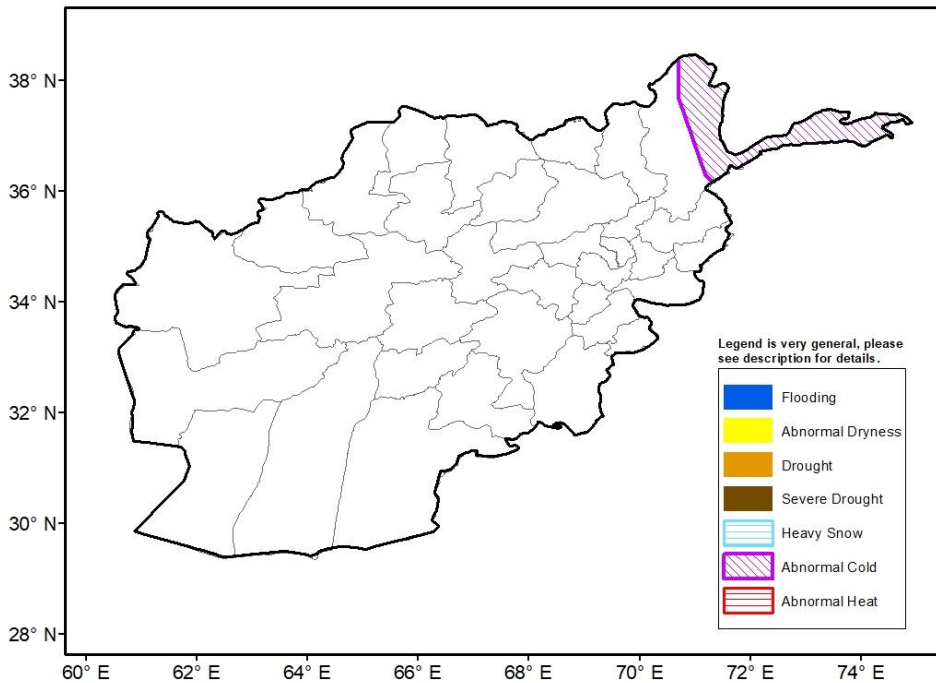 38° N
36° N
34° N
32° N
30° N
28° N
60° E
62° E
64° E
66° E
68° E
70° E
72° E
74° E
Legend is very general, please
see description for details.
Flooding
Abnormal Dryness
Drought
Severe Drought
Heavy Snow
Abnormal Cold
Abnormal Heat